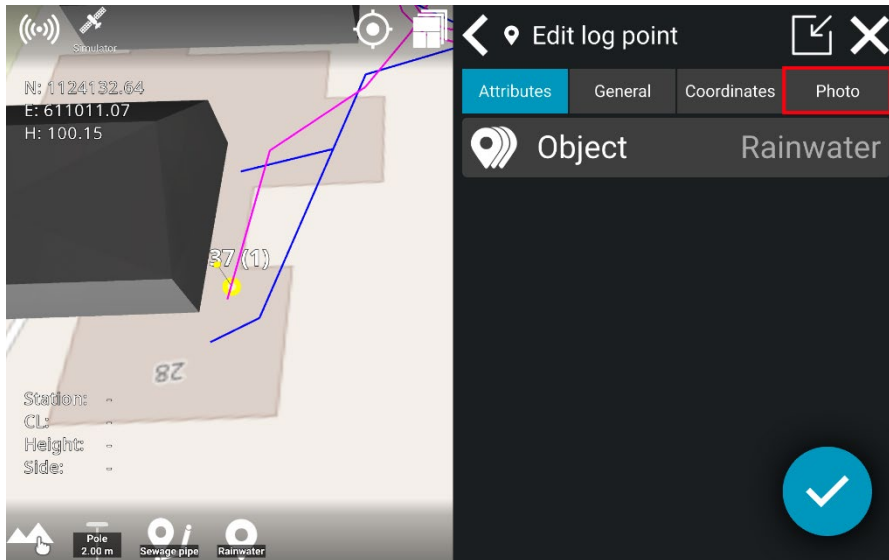 Simulator
N: 1124132.64
E: 611011.07
H: 100.15
37 (1)
28
Station: -
CL: -
Height: -
Side: -
Pole
2.00 m
Sewage pipe
Rainwater
Edit log point
Attributes General Coordinates Photo
Object Rainwater